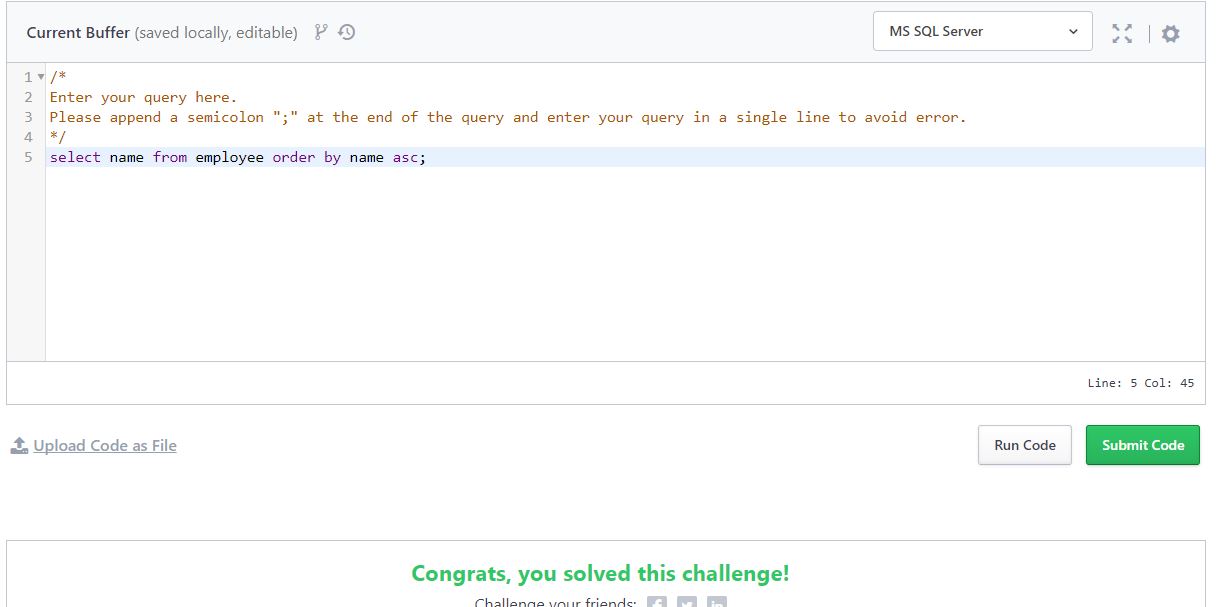 Current Buffer (saved locally, editable)
MS SQL Server
1 /*
2 Enter your query here.
3 Please append a semicolon ";" at the end of the query and enter your query in a single line to avoid error.
4 */
5 select name from employee order by name asc;
Line: 5 Col: 45
Upload Code as File
Run Code
Submit Code
Congrats, you solved this challenge!
Challenge your friends: